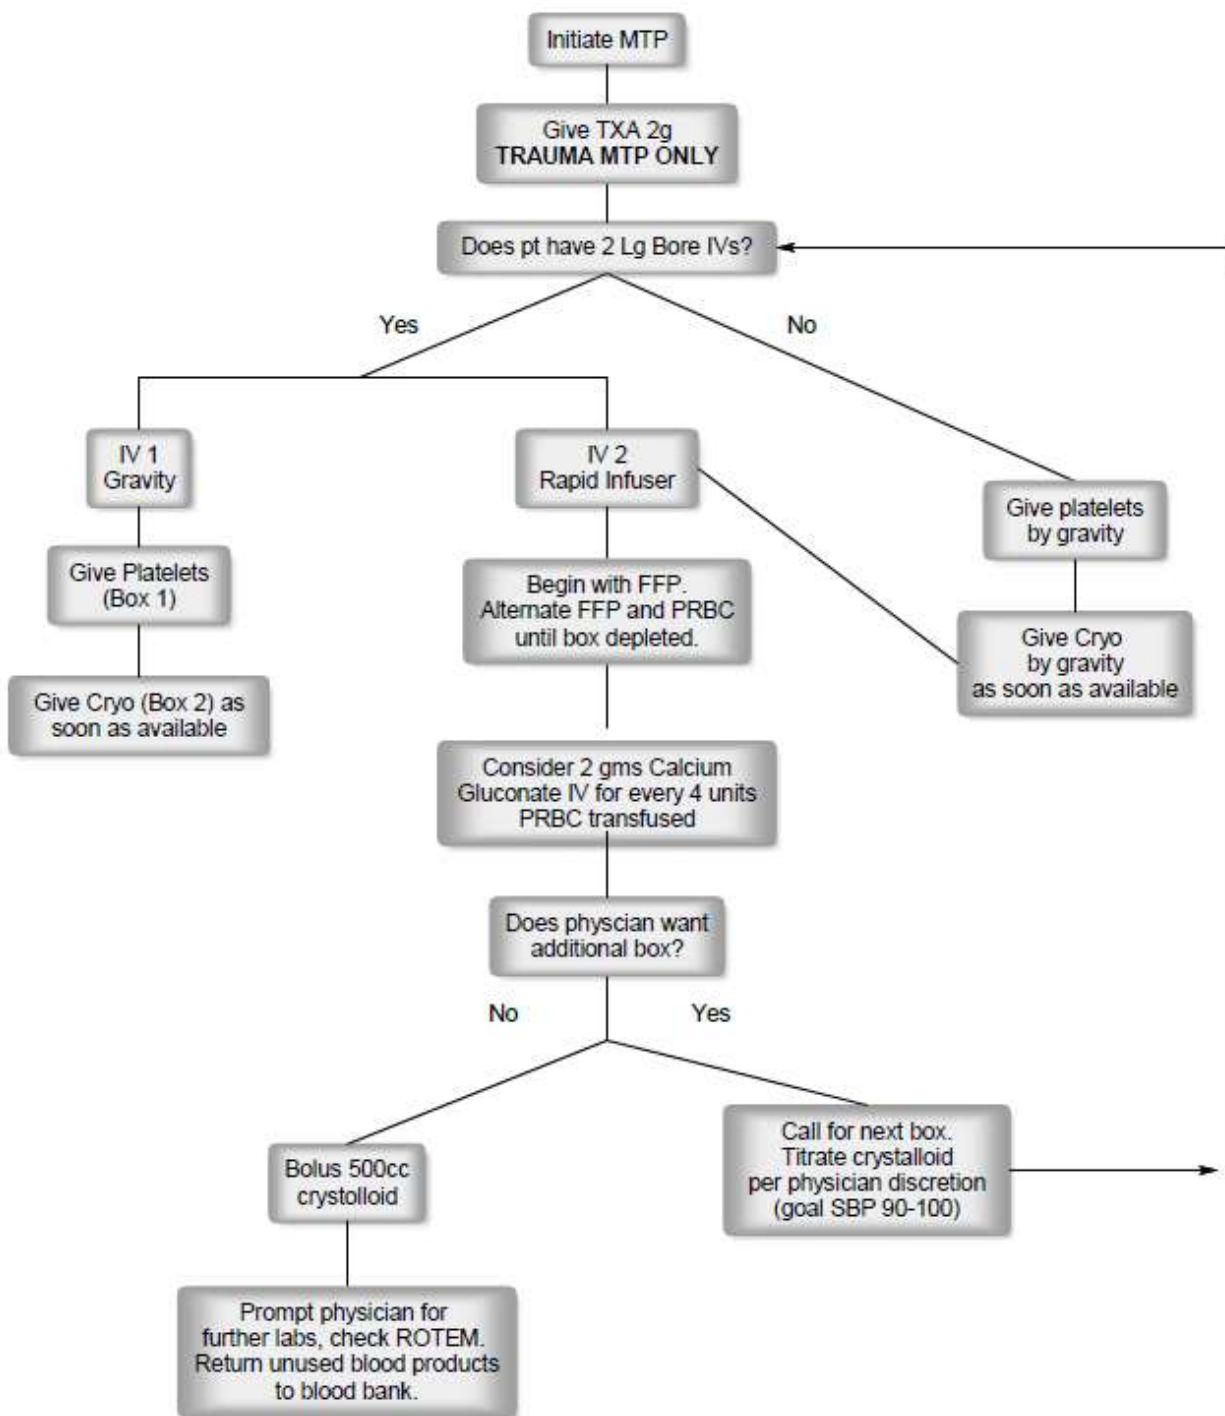 Initiate MTP
Give TXA 2g
TRAUMA MTP ONLY
Does pt have 2 Lg Bore IVs?
Yes
No
IV 1
Gravity
IV 2
Rapid Infuser
Give platelets
by gravity
Give Platelets
(Box 1)
Begin with FFP.
Alternate FFP and PRBC
until box depleted.
Give Cryo
by gravity
as soon as available
Give Cryo (Box 2) as
soon as available
Consider 2 gms Calcium
Gluconate IV for every 4 units
PRBC transfused
Does physcian want
additional box?
No
Yes
Bolus 500cc
crystolloid
Call for next box.
Titrate crystalloid
per physician discretion
(goal SBP 90-100)
Prompt physician for
further labs, check ROTEM.
Return unused blood products
to blood bank.